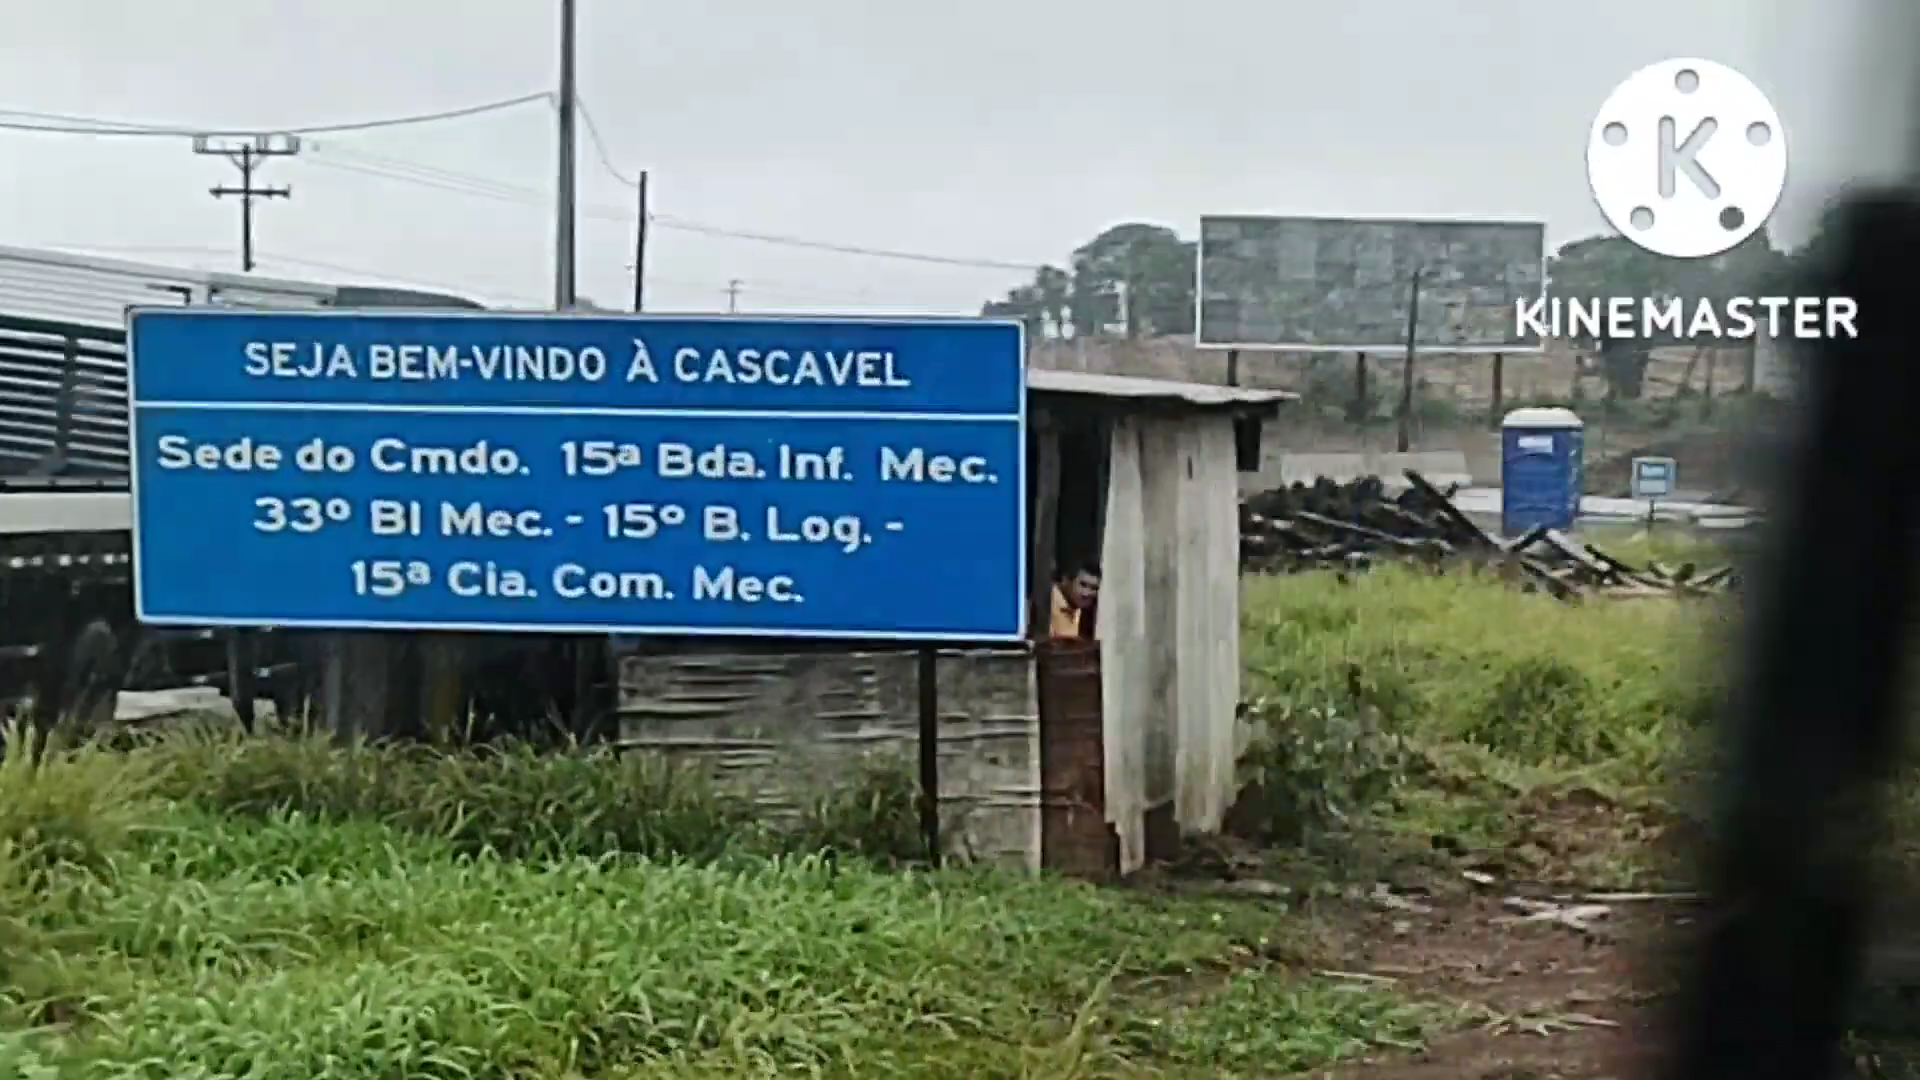 SEJA BEM-VINDO À CASCAVEL
Sede do Cmdo. 15ª Bda. Inf. Mec.
33º BI Mec. - 15º B. Log. -
15ª Cia. Com. Mec.
K
KINEMASTER